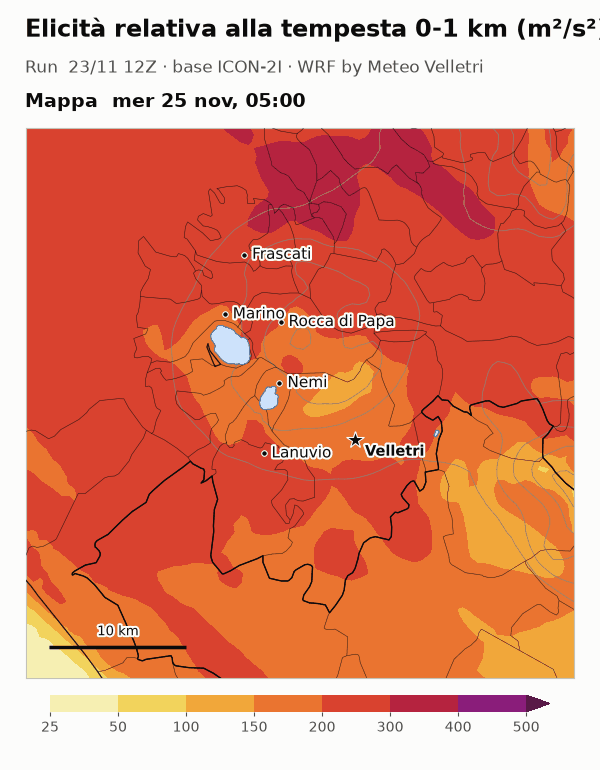 Elicità relativa alla tempesta 0-1 km (m²/s²)
Run  23/11 12Z · base ICON-2I · WRF by Meteo Velletri
Mappa  mer 25 nov, 05:00
Frascati
Marino
Rocca di Papa
Nemi
Velletri
Lanuvio
10 km
25 50 100 150 200 300 400 500